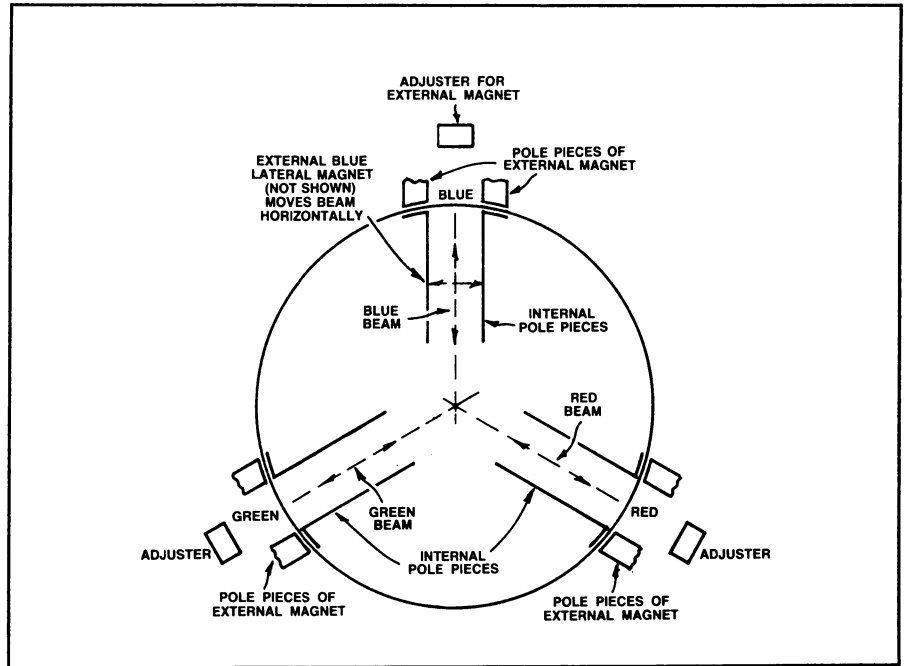 ADJUSTER FOR
EXTERNAL MAGNET
EXTERNAL BLUE
LATERAL MAGNET
(NOT SHOWN)
MOVES BEAM
HORIZONTALLY
POLE PIECES OF
EXTERNAL MAGNET
BLUE
BLUE
BEAM
INTERNAL
POLE PIECES
RED
BEAM
GREEN
GREEN
BEAM
RED
ADJUSTER
INTERNAL
POLE PIECES
ADJUSTER
POLE PIECES OF
EXTERNAL MAGNET
POLE PIECES OF
EXTERNAL MAGNET